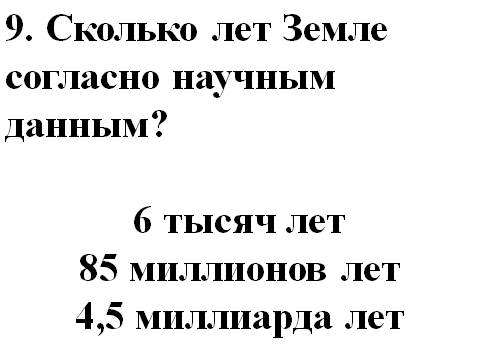 9. Сколько лет Земле
согласно научным
данным?
6 тысяч лет
85 миллионов лет
4,5 миллиарда лет